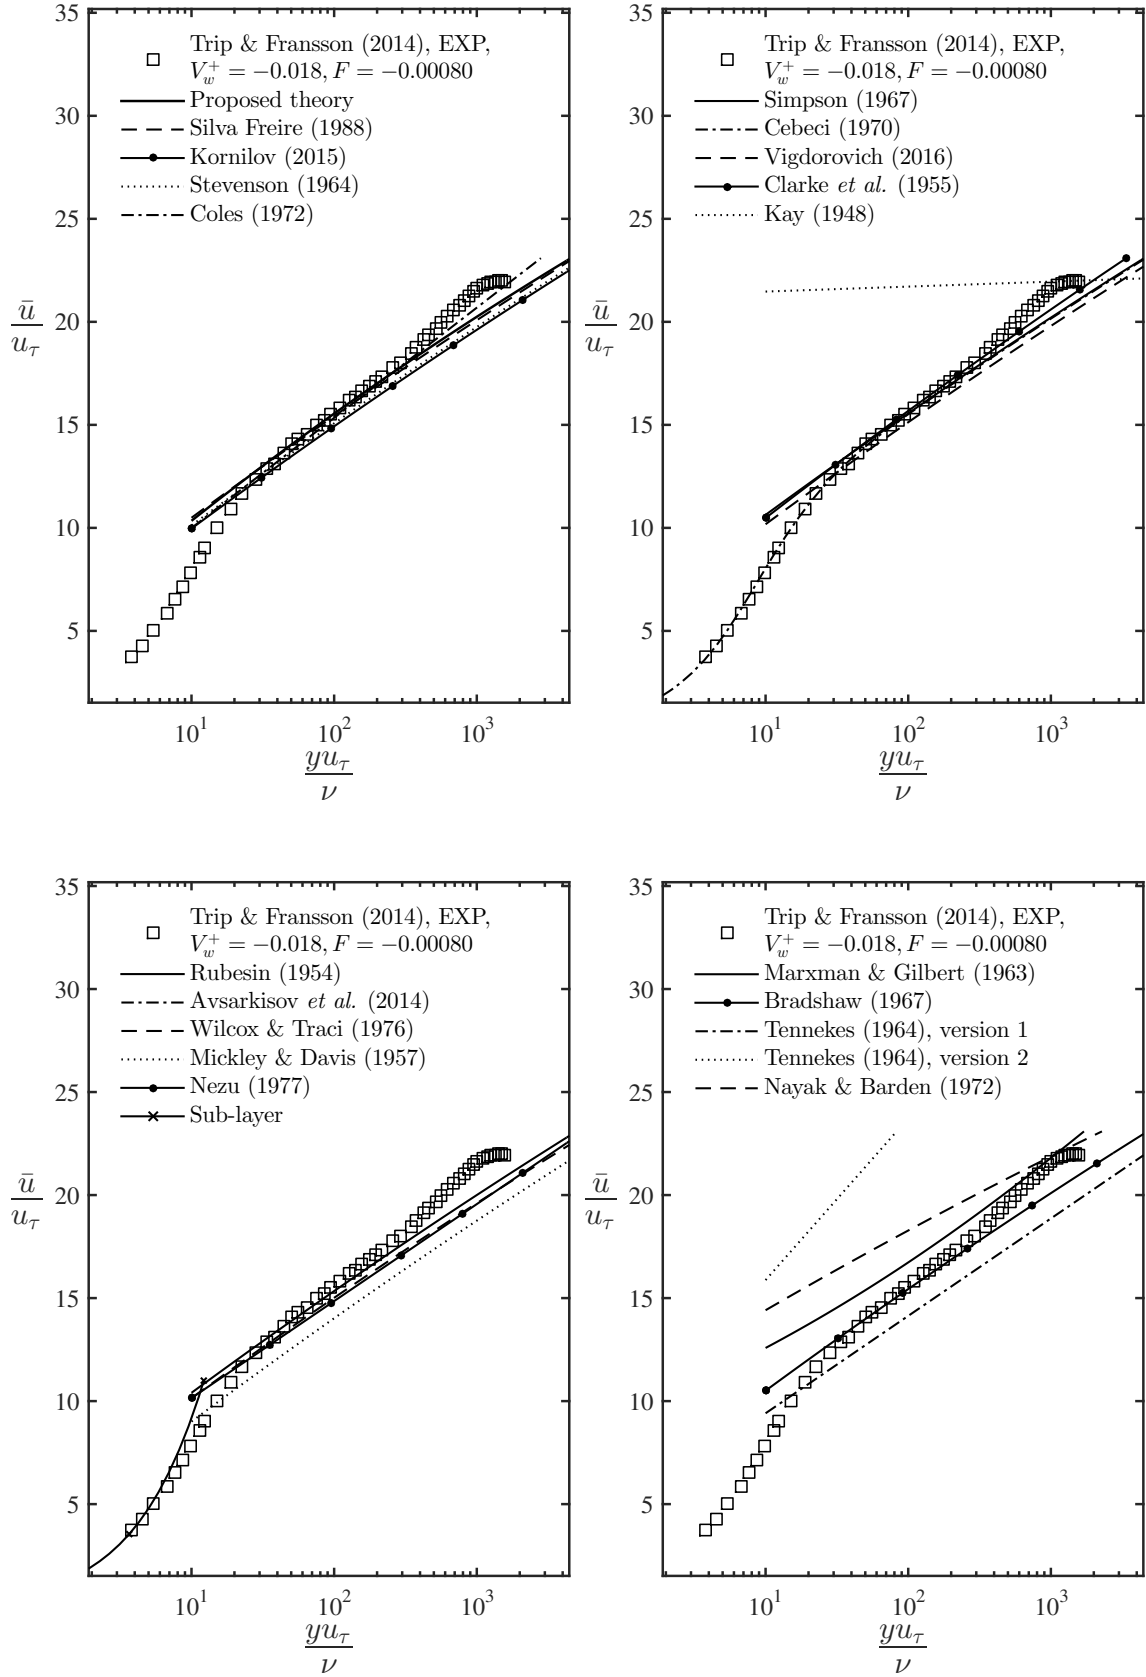 35
30
25
20
15
10
5
ū/u_τ
Trip & Fransson (2014), EXP,
V_w^+ = −0.018, F = −0.00080
Proposed theory
Silva Freire (1988)
Kornilov (2015)
Stevenson (1964)
Coles (1972)
10^1 10^2 10^3
yu_τ/ν
35
30
25
20
15
10
5
ū/u_τ
Trip & Fransson (2014), EXP,
V_w^+ = −0.018, F = −0.00080
Simpson (1967)
Cebeci (1970)
Vigdorovich (2016)
Clarke et al. (1955)
Kay (1948)
10^1 10^2 10^3
yu_τ/ν
35
30
25
20
15
10
5
ū/u_τ
Trip & Fransson (2014), EXP,
V_w^+ = −0.018, F = −0.00080
Rubesin (1954)
Avsarkisov et al. (2014)
Wilcox & Traci (1976)
Mickley & Davis (1957)
Nezu (1977)
Sub-layer
10^1 10^2 10^3
yu_τ/ν
35
30
25
20
15
10
5
ū/u_τ
Trip & Fransson (2014), EXP,
V_w^+ = −0.018, F = −0.00080
Marxman & Gilbert (1963)
Bradshaw (1967)
Tennekes (1964), version 1
Tennekes (1964), version 2
Nayak & Barden (1972)
10^1 10^2 10^3
yu_τ/ν